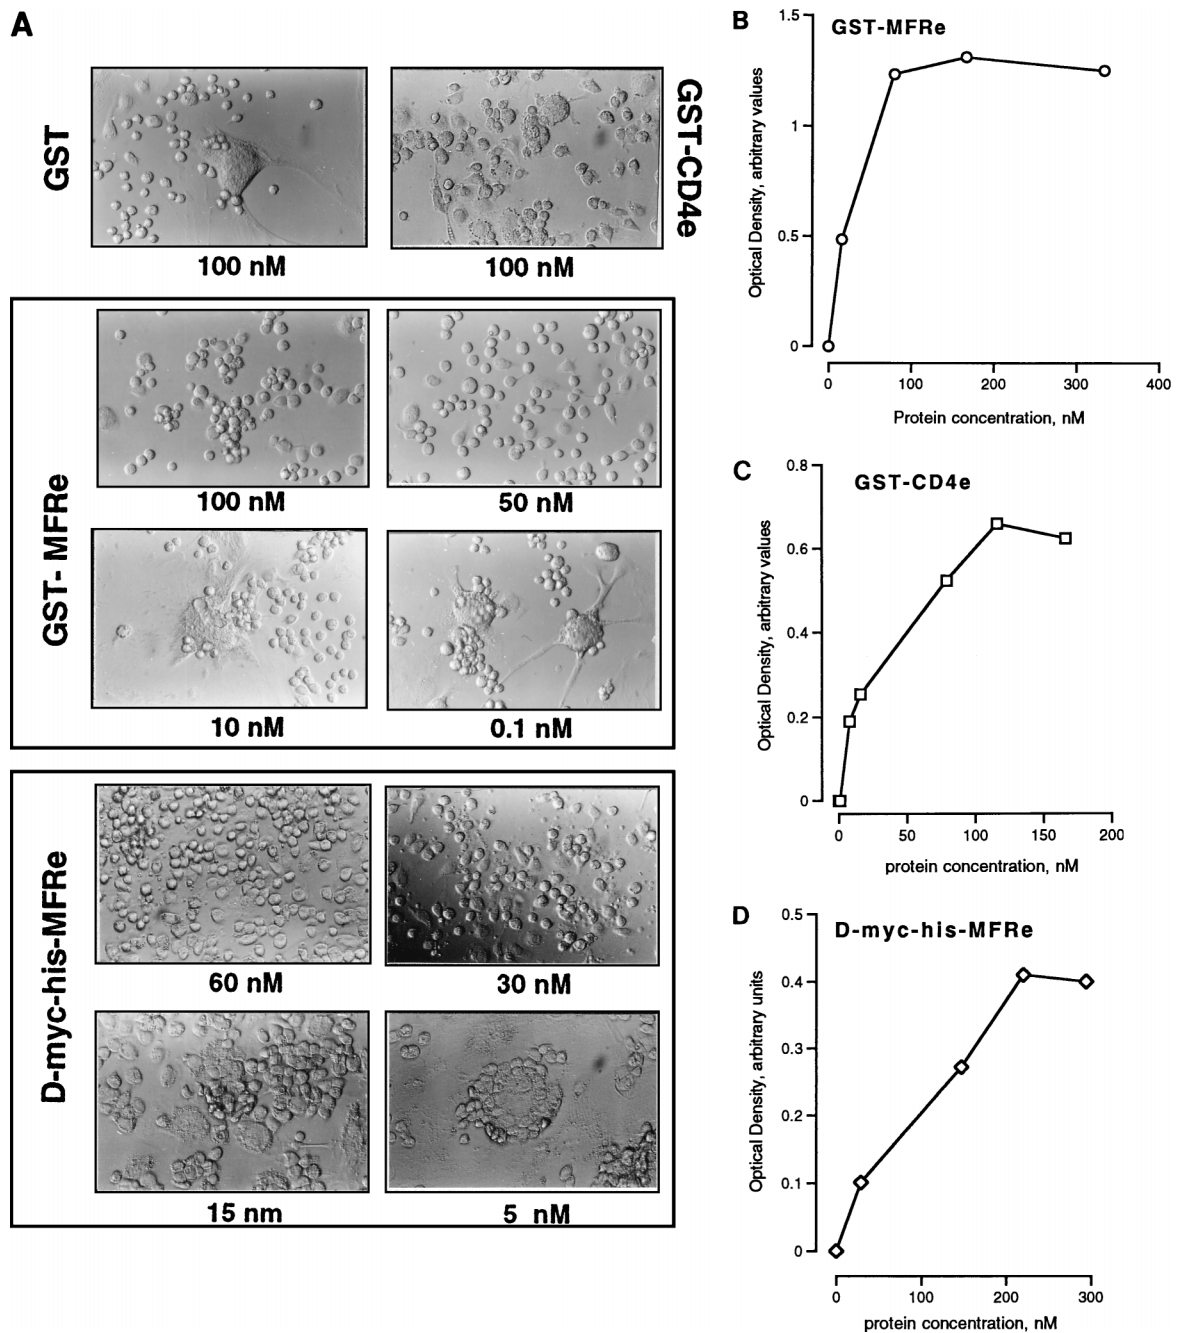 A
GST
100 nM
GST-CD4e
100 nM
GST- MFRe
100 nM
50 nM
10 nM
0.1 nM
D-myc-his-MFRe
60 nM
30 nM
15 nm
5 nM
B
GST-MFRe
Optical Density, arbitrary values
1.5
1
0.5
0
0 100 200 300 400
Protein concentration, nM
C
GST-CD4e
Optical Density, arbitrary values
0.8
0.6
0.4
0.2
0
0 50 100 150 200
protein concentration, nM
D
D-myc-his-MFRe
Optical Density, arbitrary units
0.5
0.4
0.3
0.2
0.1
0
0 100 200 300
protein concentration, nM